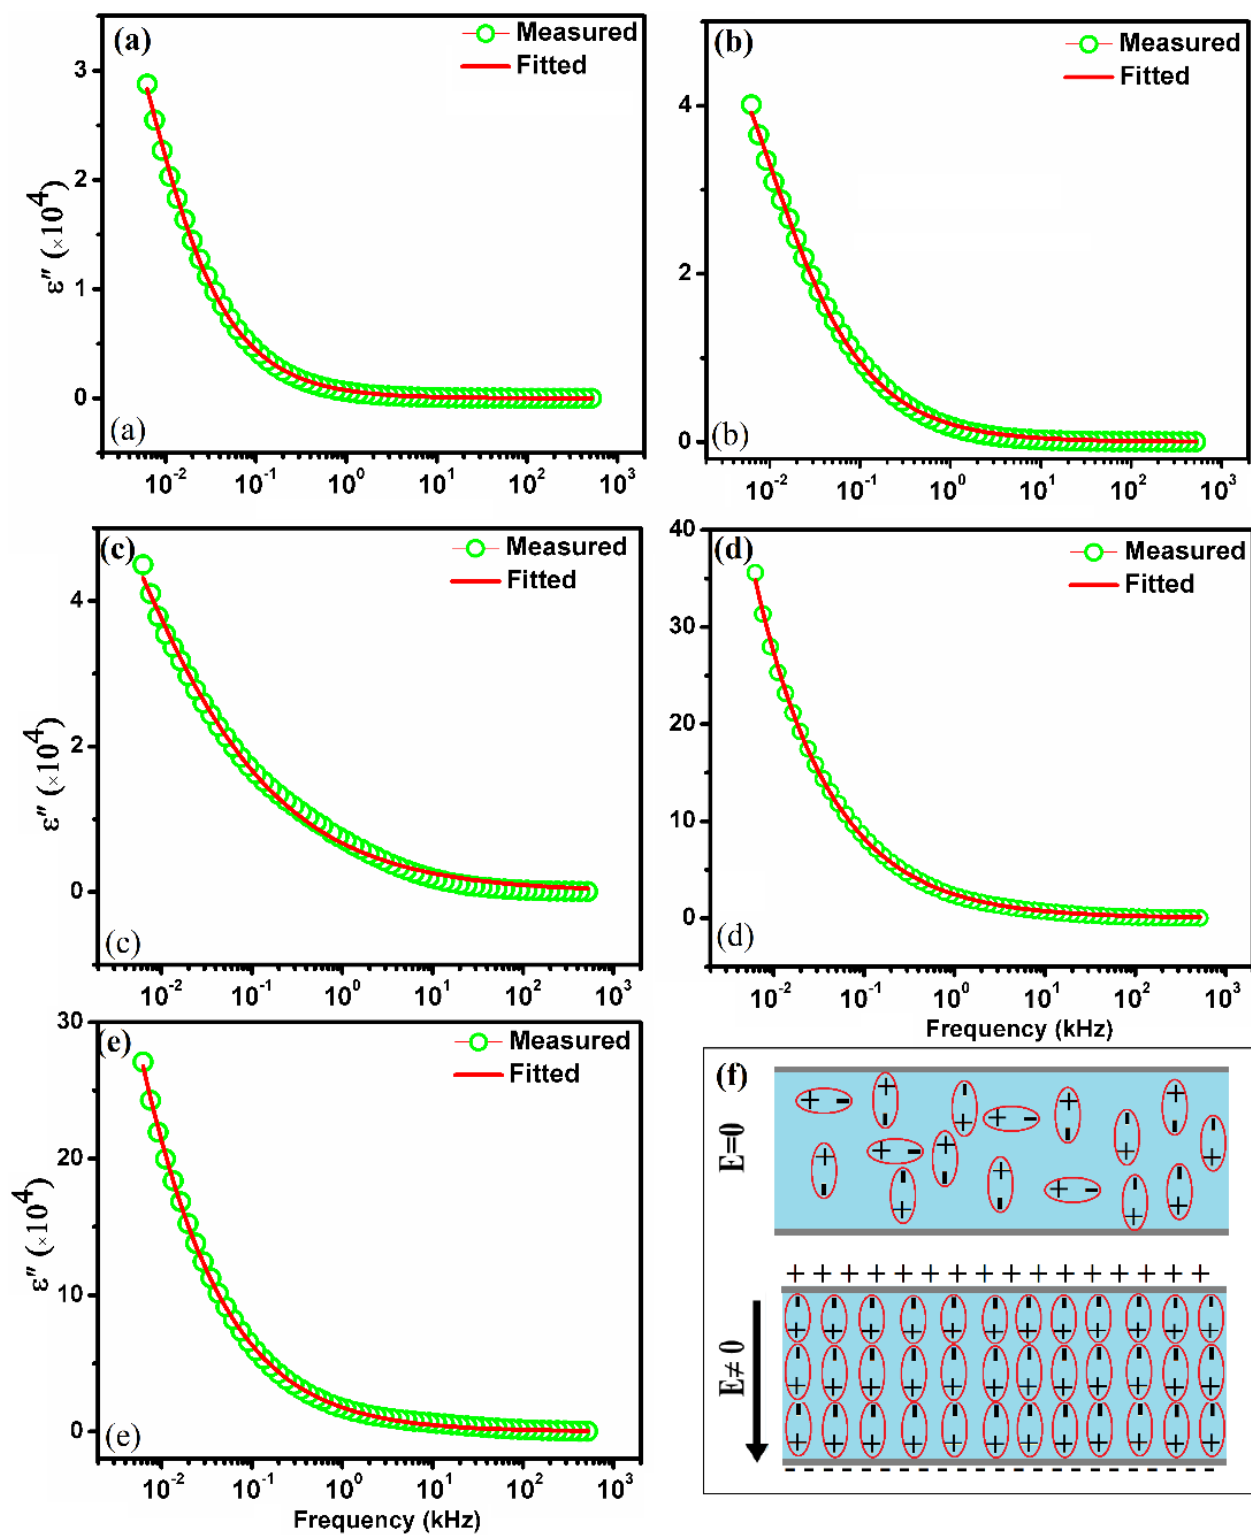 (a)
Measured
Fitted
3
2
1
0
ε″ (×10⁴)
(a)
10⁻² 10⁻¹ 10⁰ 10¹ 10² 10³
(b)
Measured
Fitted
4
2
0
(b)
10⁻² 10⁻¹ 10⁰ 10¹ 10² 10³
(c)
Measured
Fitted
4
2
0
ε″ (×10⁴)
(c)
10⁻² 10⁻¹ 10⁰ 10¹ 10² 10³
(d)
Measured
Fitted
40
30
20
10
0
(d)
10⁻² 10⁻¹ 10⁰ 10¹ 10² 10³
Frequency (kHz)
(e)
Measured
Fitted
30
20
10
0
ε″ (×10⁴)
(e)
10⁻² 10⁻¹ 10⁰ 10¹ 10² 10³
Frequency (kHz)
(f)
E=0
E≠ 0